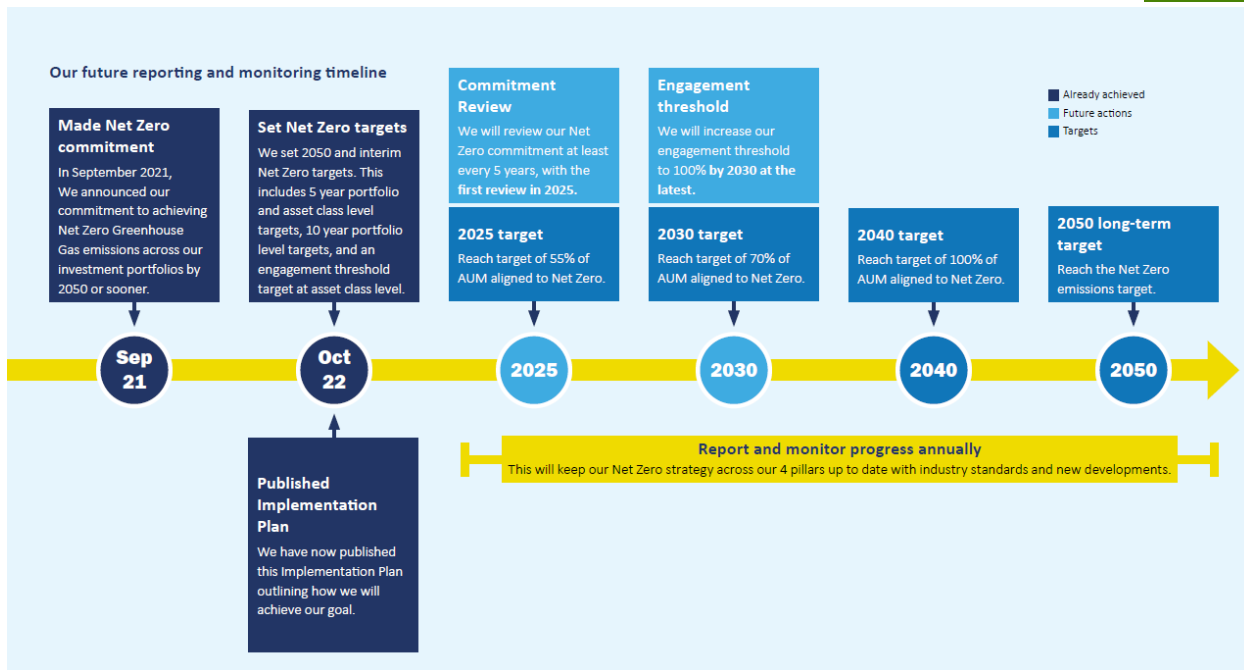 Our future reporting and monitoring timeline
Made Net Zero
commitment
In September 2021,
We announced our
commitment to achieving
Net Zero Greenhouse
Gas emissions across our
investment portfolios by
2050 or sooner.
Set Net Zero targets
We set 2050 and interim
Net Zero targets. This
includes 5 year portfolio
and asset class level
targets, 10 year portfolio
level targets, and an
engagement threshold
target at asset class level.
Commitment
Review
We will review our Net
Zero commitment at least
every 5 years, with the
first review in 2025.
2025 target
Reach target of 55% of
AUM aligned to Net Zero.
Engagement
threshold
We will increase our
engagement threshold
to 100% by 2030 at the
latest.
2030 target
Reach target of 70% of
AUM aligned to Net Zero.
2040 target
Reach target of 100% of
AUM aligned to Net Zero.
2050 long-term
target
Reach the Net Zero
emissions target.
Already achieved
Future actions
Targets
Sep
21
Oct
22
2025
2030
2040
2050
Published
Implementation
Plan
We have now published
this Implementation Plan
outlining how we will
achieve our goal.
Report and monitor progress annually
This will keep our Net Zero strategy across our 4 pillars up to date with industry standards and new developments.